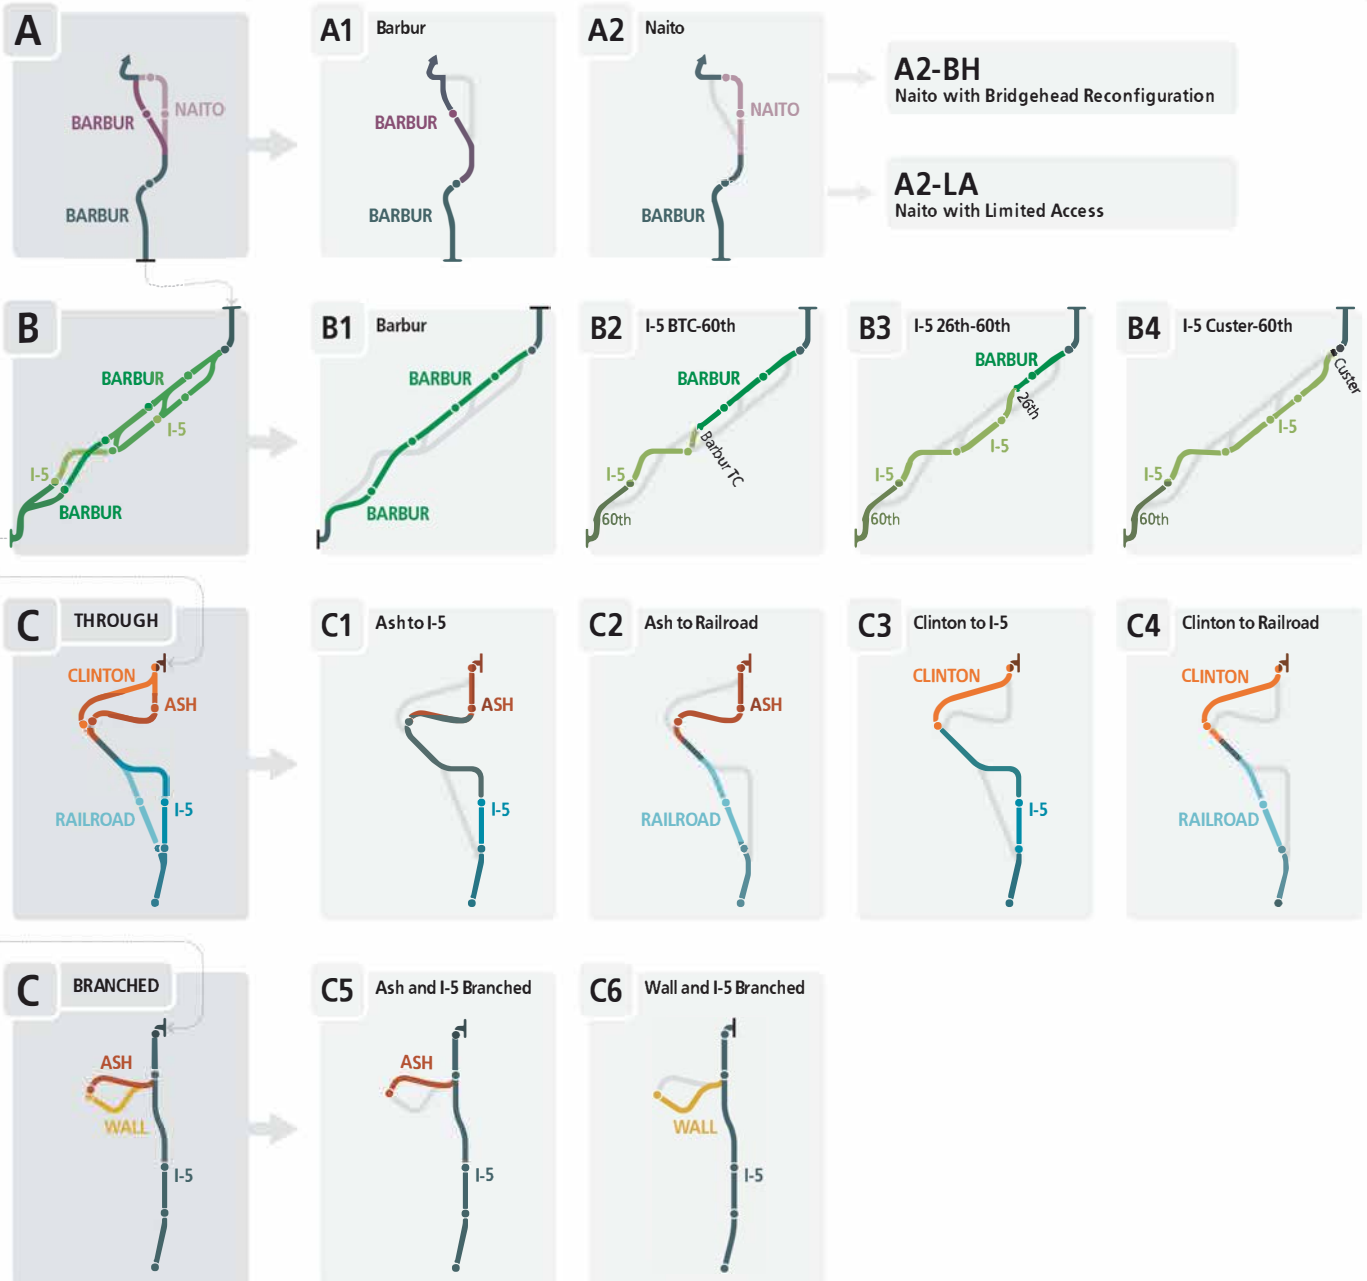 A
BARBUR
NAITO
BARBUR
A1
Barbur
BARBUR
BARBUR
A2
Naito
NAITO
BARBUR
A2-BH
Naito with Bridgehead Reconfiguration
A2-LA
Naito with Limited Access
B
BARBUR
I-5
I-5
BARBUR
B1
Barbur
BARBUR
BARBUR
B2
I-5 BTC-60th
BARBUR
Barbur TC
I-5
60th
B3
I-5 26th-60th
BARBUR
26th
I-5
I-5
60th
B4
I-5 Custer-60th
Custer
I-5
I-5
60th
C
THROUGH
CLINTON
ASH
RAILROAD
I-5
C1
Ash to I-5
ASH
I-5
C2
Ash to Railroad
ASH
RAILROAD
C3
Clinton to I-5
CLINTON
I-5
C4
Clinton to Railroad
CLINTON
RAILROAD
C
BRANCHED
ASH
WALL
I-5
C5
Ash and I-5 Branched
ASH
I-5
C6
Wall and I-5 Branched
WALL
I-5